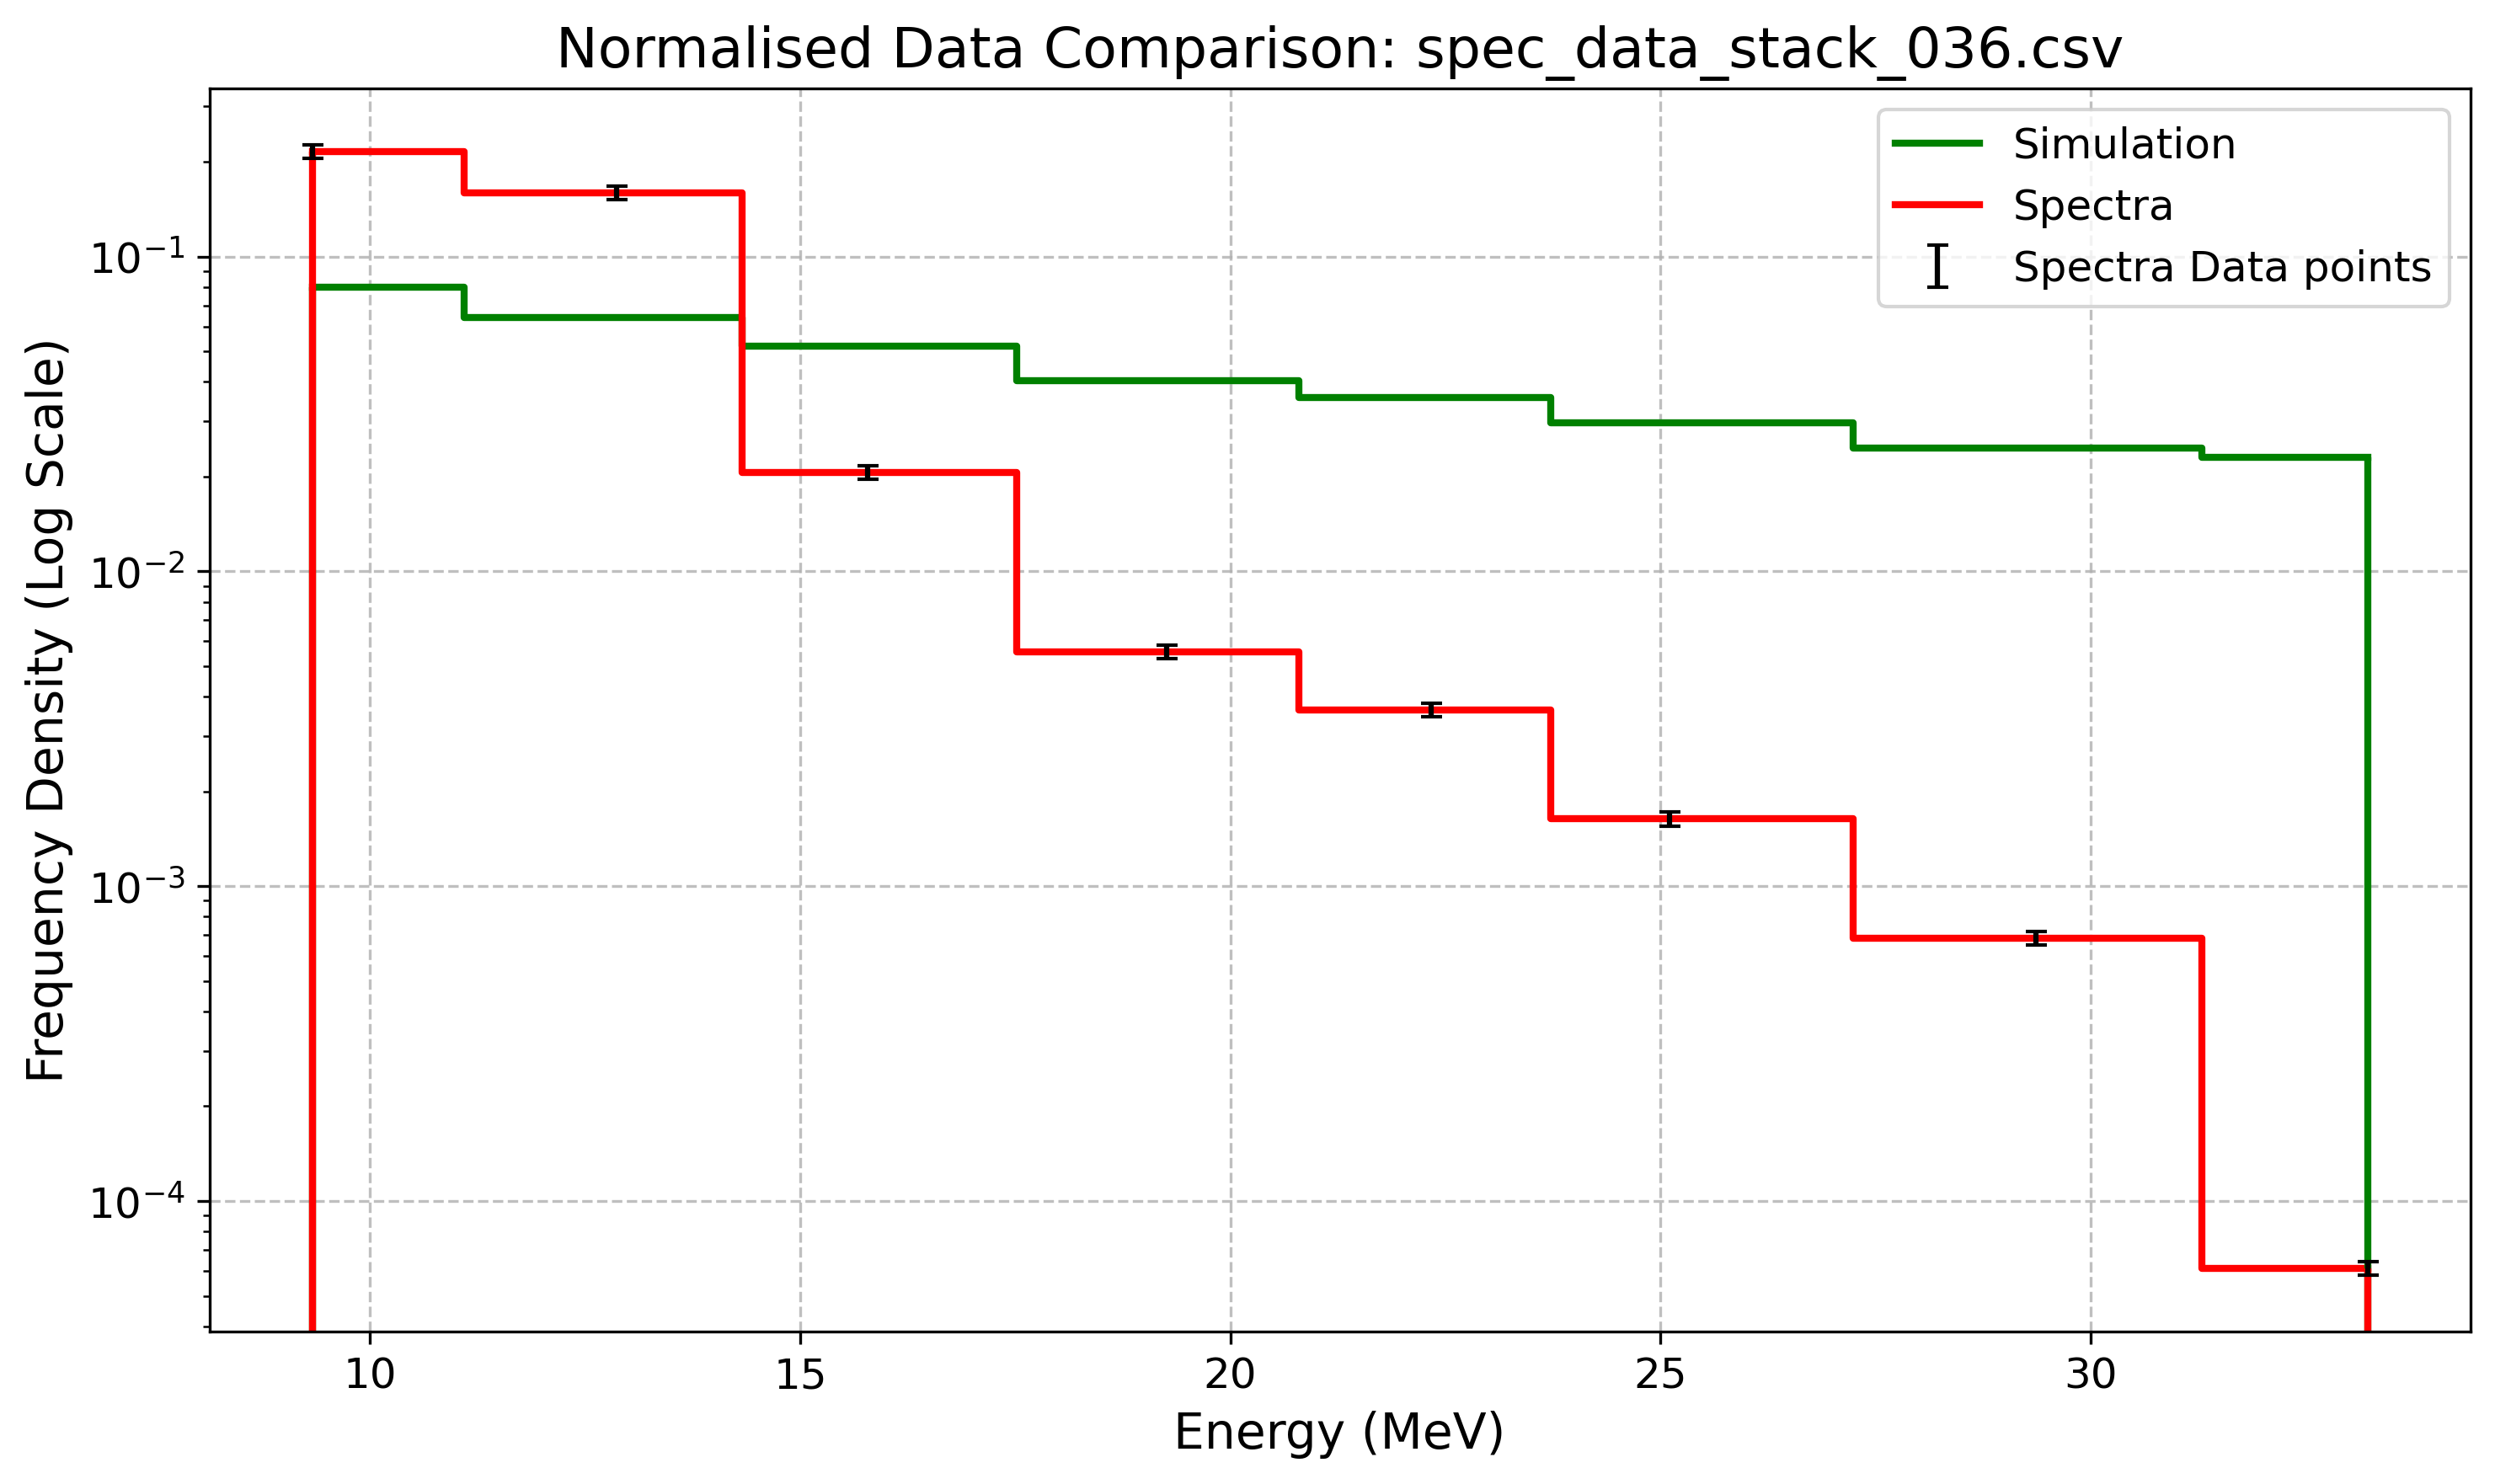 Normalised Data Comparison: spec_data_stack_036.csv
Simulation
Spectra
Spectra Data points
Frequency Density (Log Scale)
10⁻¹
10⁻²
10⁻³
10⁻⁴
10 15 20 25 30
Energy (MeV)